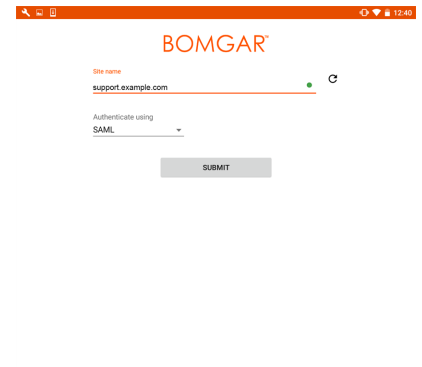 12:40
BOMGAR™
Site name
support.example.com
Authenticate using
SAML
SUBMIT